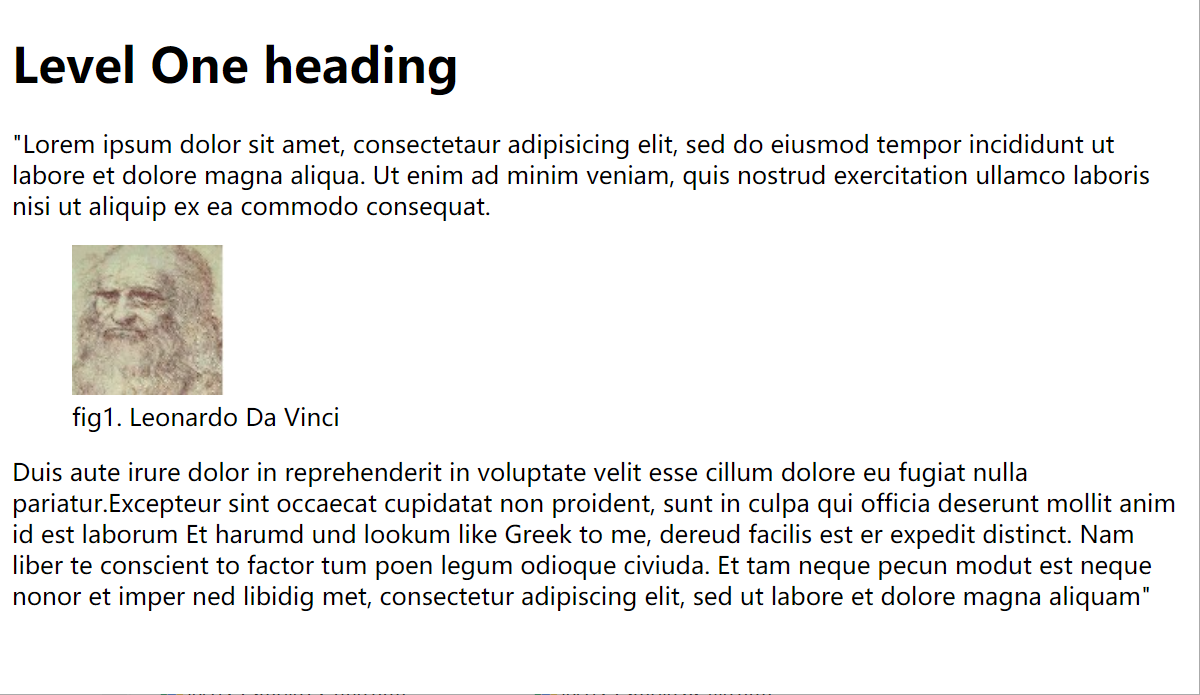 Level One heading
"Lorem ipsum dolor sit amet, consectetaur adipisicing elit, sed do eiusmod tempor incididunt ut
labore et dolore magna aliqua. Ut enim ad minim veniam, quis nostrud exercitation ullamco laboris
nisi ut aliquip ex ea commodo consequat.
fig1. Leonardo Da Vinci
Duis aute irure dolor in reprehenderit in voluptate velit esse cillum dolore eu fugiat nulla
pariatur.Excepteur sint occaecat cupidatat non proident, sunt in culpa qui officia deserunt mollit anim
id est laborum Et harumd und lookum like Greek to me, dereud facilis est er expedit distinct. Nam
liber te conscient to factor tum poen legum odioque civiuda. Et tam neque pecun modut est neque
nonor et imper ned libidig met, consectetur adipiscing elit, sed ut labore et dolore magna aliquam"